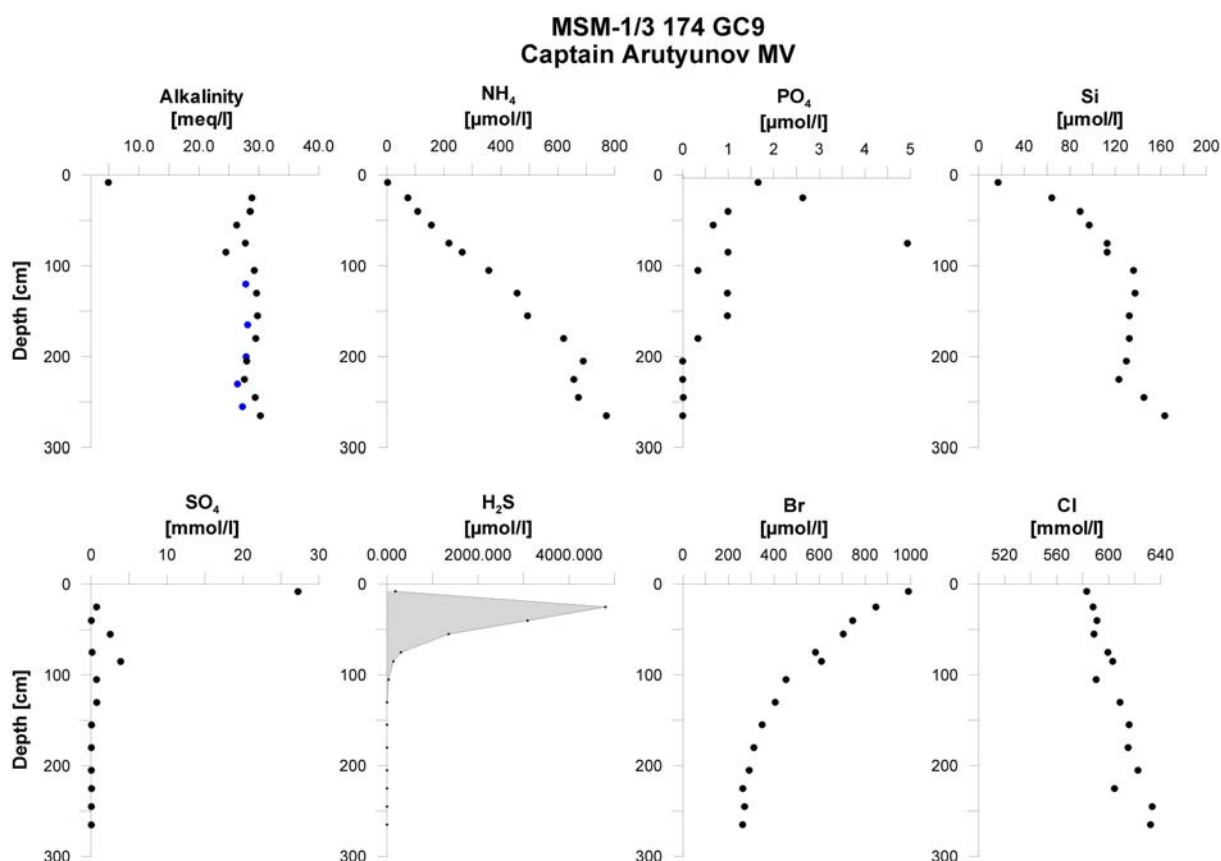 MSM-1/3 174 GC9
Captain Arutyunov MV
Alkalinity
[meq/l]
10.0 20.0 30.0 40.0
NH₄
[µmol/l]
0 200 400 600 800
PO₄
[µmol/l]
0 1 2 3 4 5
Si
[µmol/l]
0 40 80 120 160 200
Depth [cm]
0
100
200
300
0
100
200
300
0
100
200
300
0
100
200
300
SO₄
[mmol/l]
0 10 20 30
H₂S
[µmol/l]
0.000 2000.000 4000.000
Br
[µmol/l]
0 200 400 600 800 1000
Cl
[mmol/l]
520 560 600 640
Depth [cm]
0
100
200
300
0
100
200
300
0
100
200
300
0
100
200
300